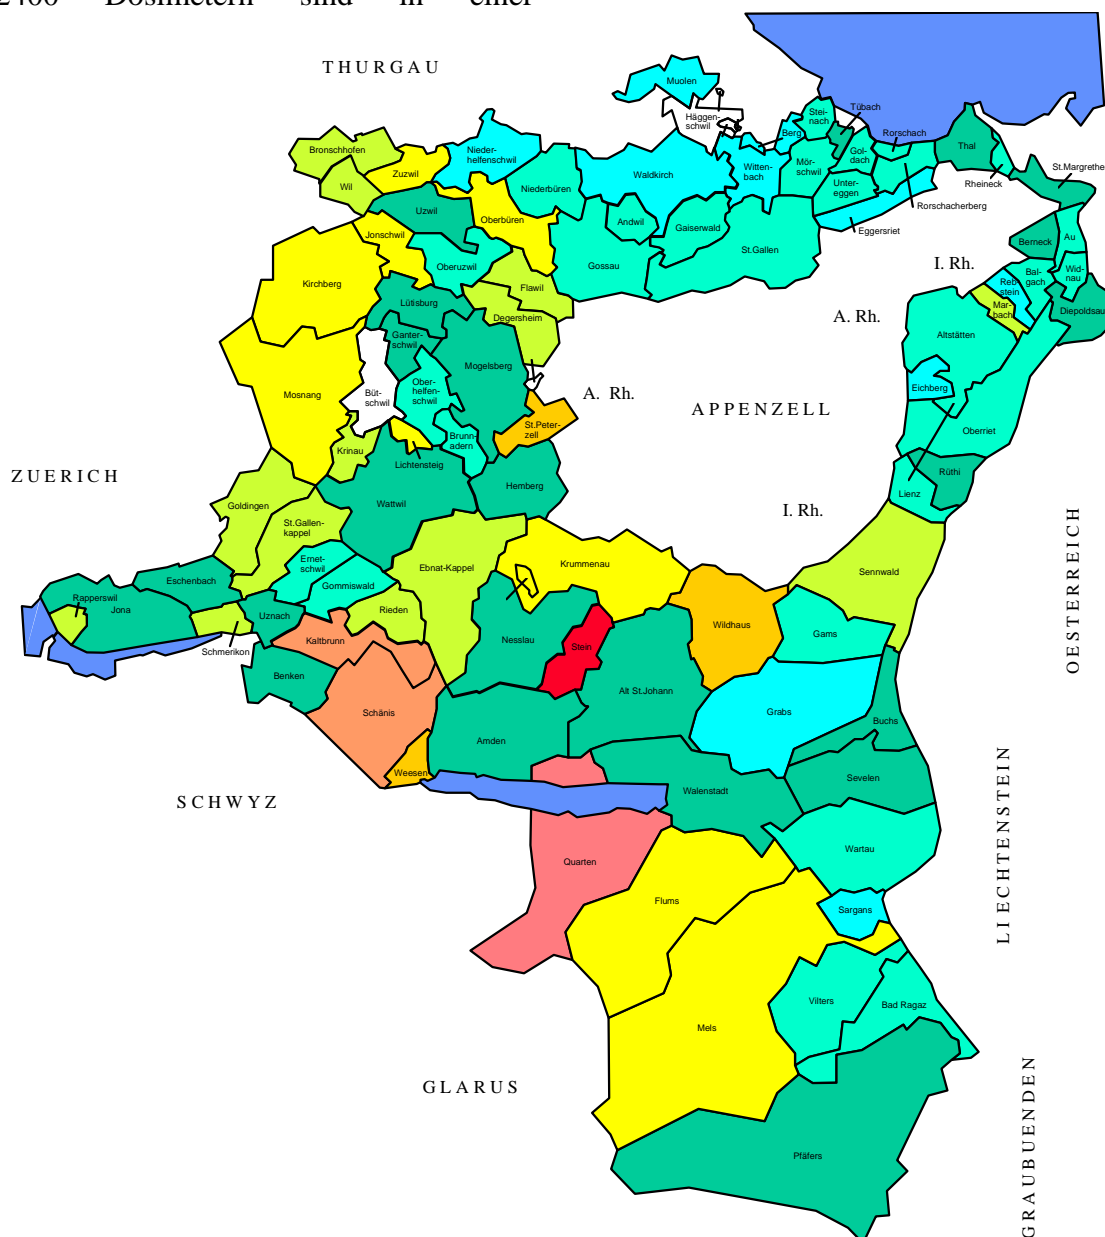 2400 Dosimetern sind in einer
THURGAU
Muolen
Häggen-
schwil
Stei-
nach
Tübach
Berg
Rorschach
Bronschhofen
Nieder-
helfenschwil
Zuzwil
Wil
Waldkirch
Witten-
bach
Mör-
schwil
Gol-
dach
Thal
St.Margrethe
Rheineck
Unter-
eggen
Rorschacherberg
Eggersriet
Niederbüren
Uzwil
Oberbüren
Andwil
Gaiserwald
St.Gallen
Jonschwil
Oberuzwil
Gossau
Berneck
Au
I. Rh.
Kirchberg
Flawil
Reb-
stein
Bal-
gach
Wid-
nau
Lütisburg
Degersheim
A. Rh.
Mar-
bach
Diepoldsau
Ganter-
schwil
Altstätten
Mogelsberg
Mosnang
Büt-
schwil
Ober-
helfen-
schwil
A. Rh.
APPENZELL
Eichberg
St.Peter-
zell
Oberriet
Krinau
Brunn-
adern
Lichtensteig
ZUERICH
Rüthi
Hemberg
Lienz
Goldingen
Wattwil
I. Rh.
St.Gallen-
kappel
OESTERREICH
Ernet-
schwil
Ebnat-Kappel
Krummenau
Sennwald
Eschenbach
Gommiswald
Rapperswil
Jona
Rieden
Uznach
Wildhaus
Kaltbrunn
Nesslau
Stein
Gams
Schmerikon
Benken
Alt St.Johann
Schänis
Grabs
Buchs
Amden
Weesen
Sevelen
SCHWYZ
Walenstadt
LIECHTENSTEIN
Wartau
Quarten
Flums
Sargans
Vilters
Bad Ragaz
Mels
GLARUS
GRAUBUENDEN
Pfäfers